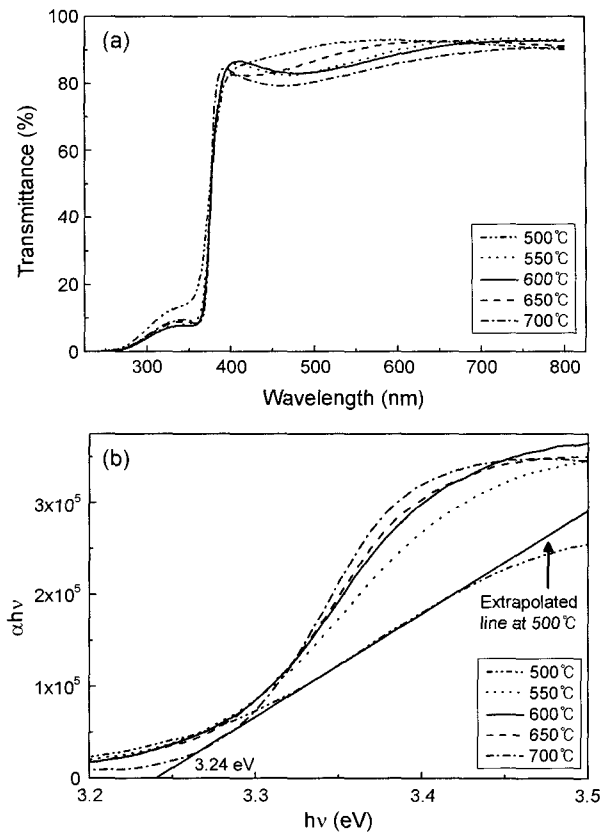 (a)
100
80
60
40
20
0
Transmittance (%)
500℃
550℃
600℃
650℃
700℃
300 400 500 600 700 800
Wavelength (nm)
(b)
3x10⁵
2x10⁵
1x10⁵
0
αhν
Extrapolated
line at 500℃
500℃
550℃
600℃
650℃
700℃
3.24 eV
3.2 3.3 3.4 3.5
hν (eV)